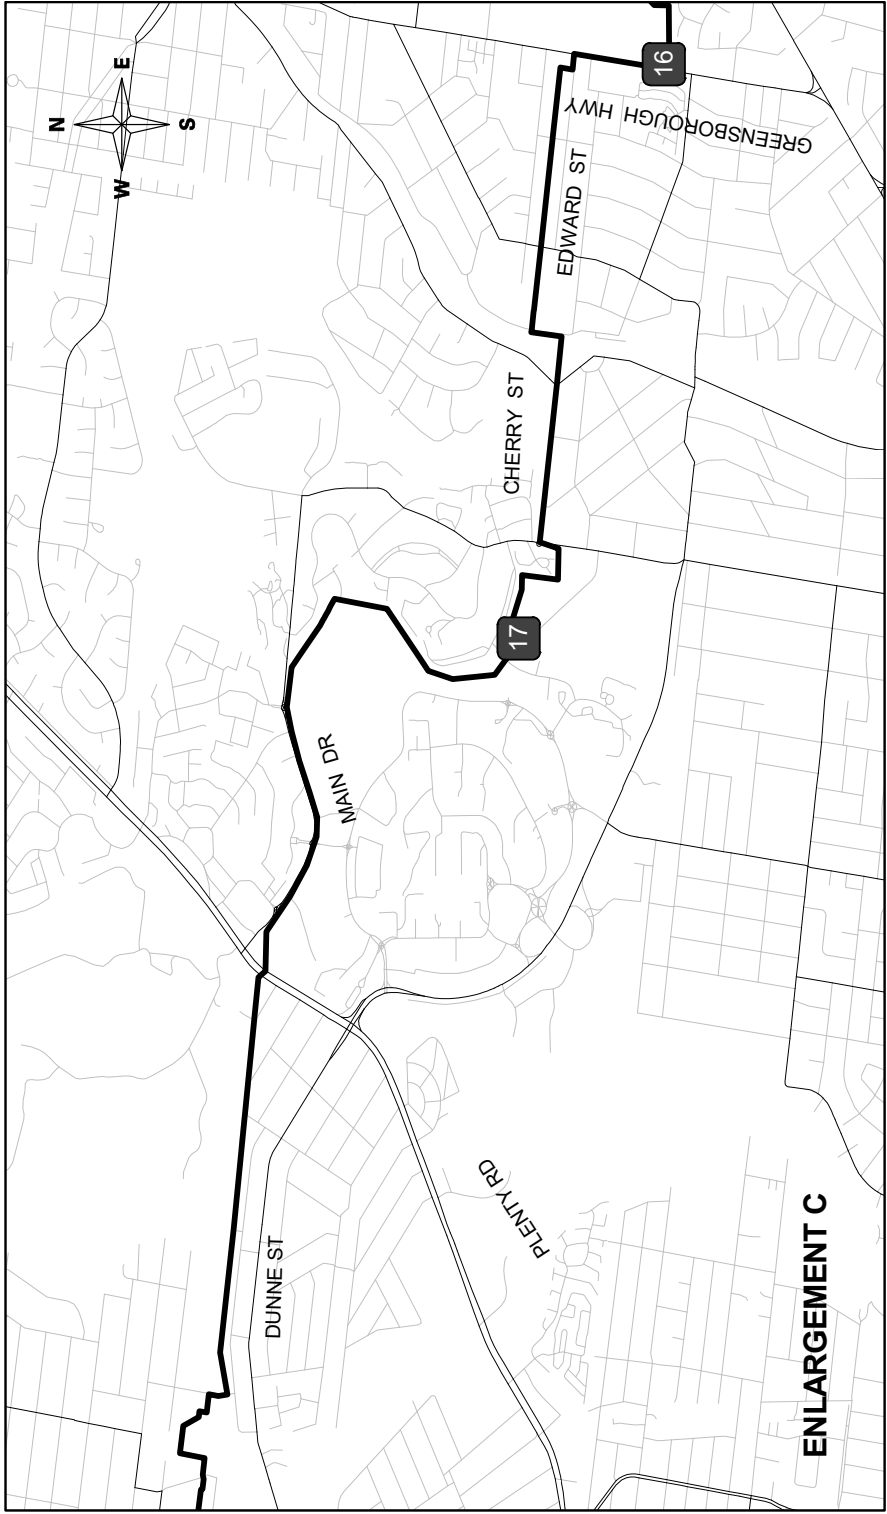 N
E
W
S
16
GREENSBOROUGH HWY
EDWARD ST
CHERRY ST
17
MAIN DR
PLENTY RD
DUNNE ST
ENLARGEMENT C